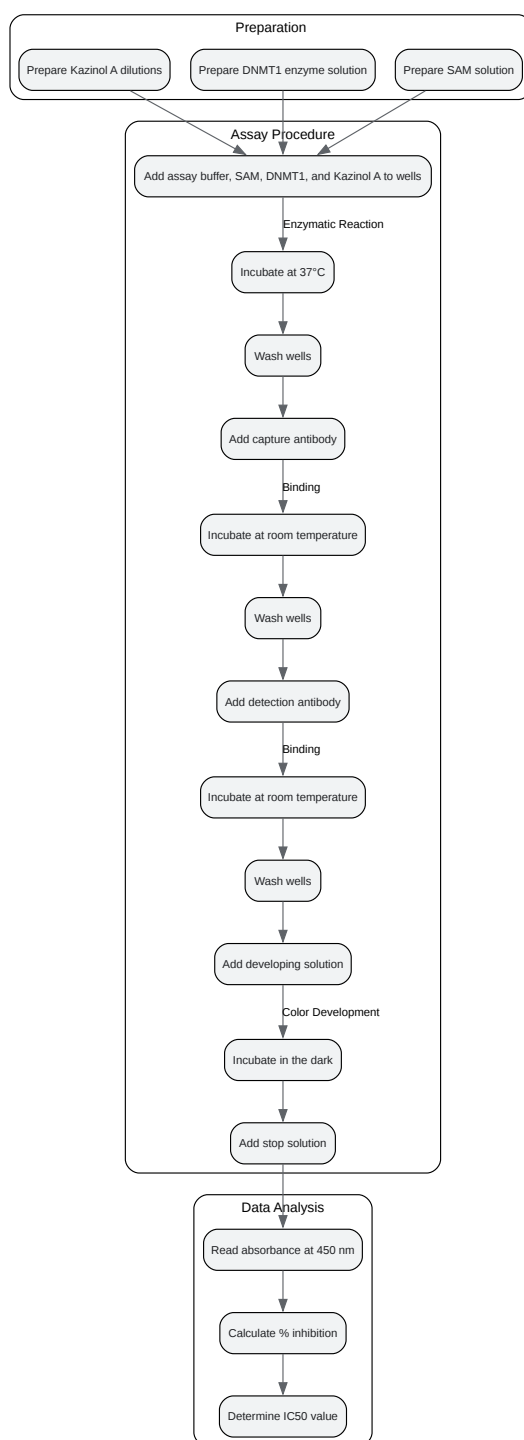 Preparation
Prepare Kazinol A dilutions
Prepare DNMT1 enzyme solution
Prepare SAM solution
Assay Procedure
Add assay buffer, SAM, DNMT1, and Kazinol A to wells
Enzymatic Reaction
Incubate at 37°C
Wash wells
Add capture antibody
Binding
Incubate at room temperature
Wash wells
Add detection antibody
Binding
Incubate at room temperature
Wash wells
Add developing solution
Color Development
Incubate in the dark
Add stop solution
Data Analysis
Read absorbance at 450 nm
Calculate % inhibition
Determine IC50 value